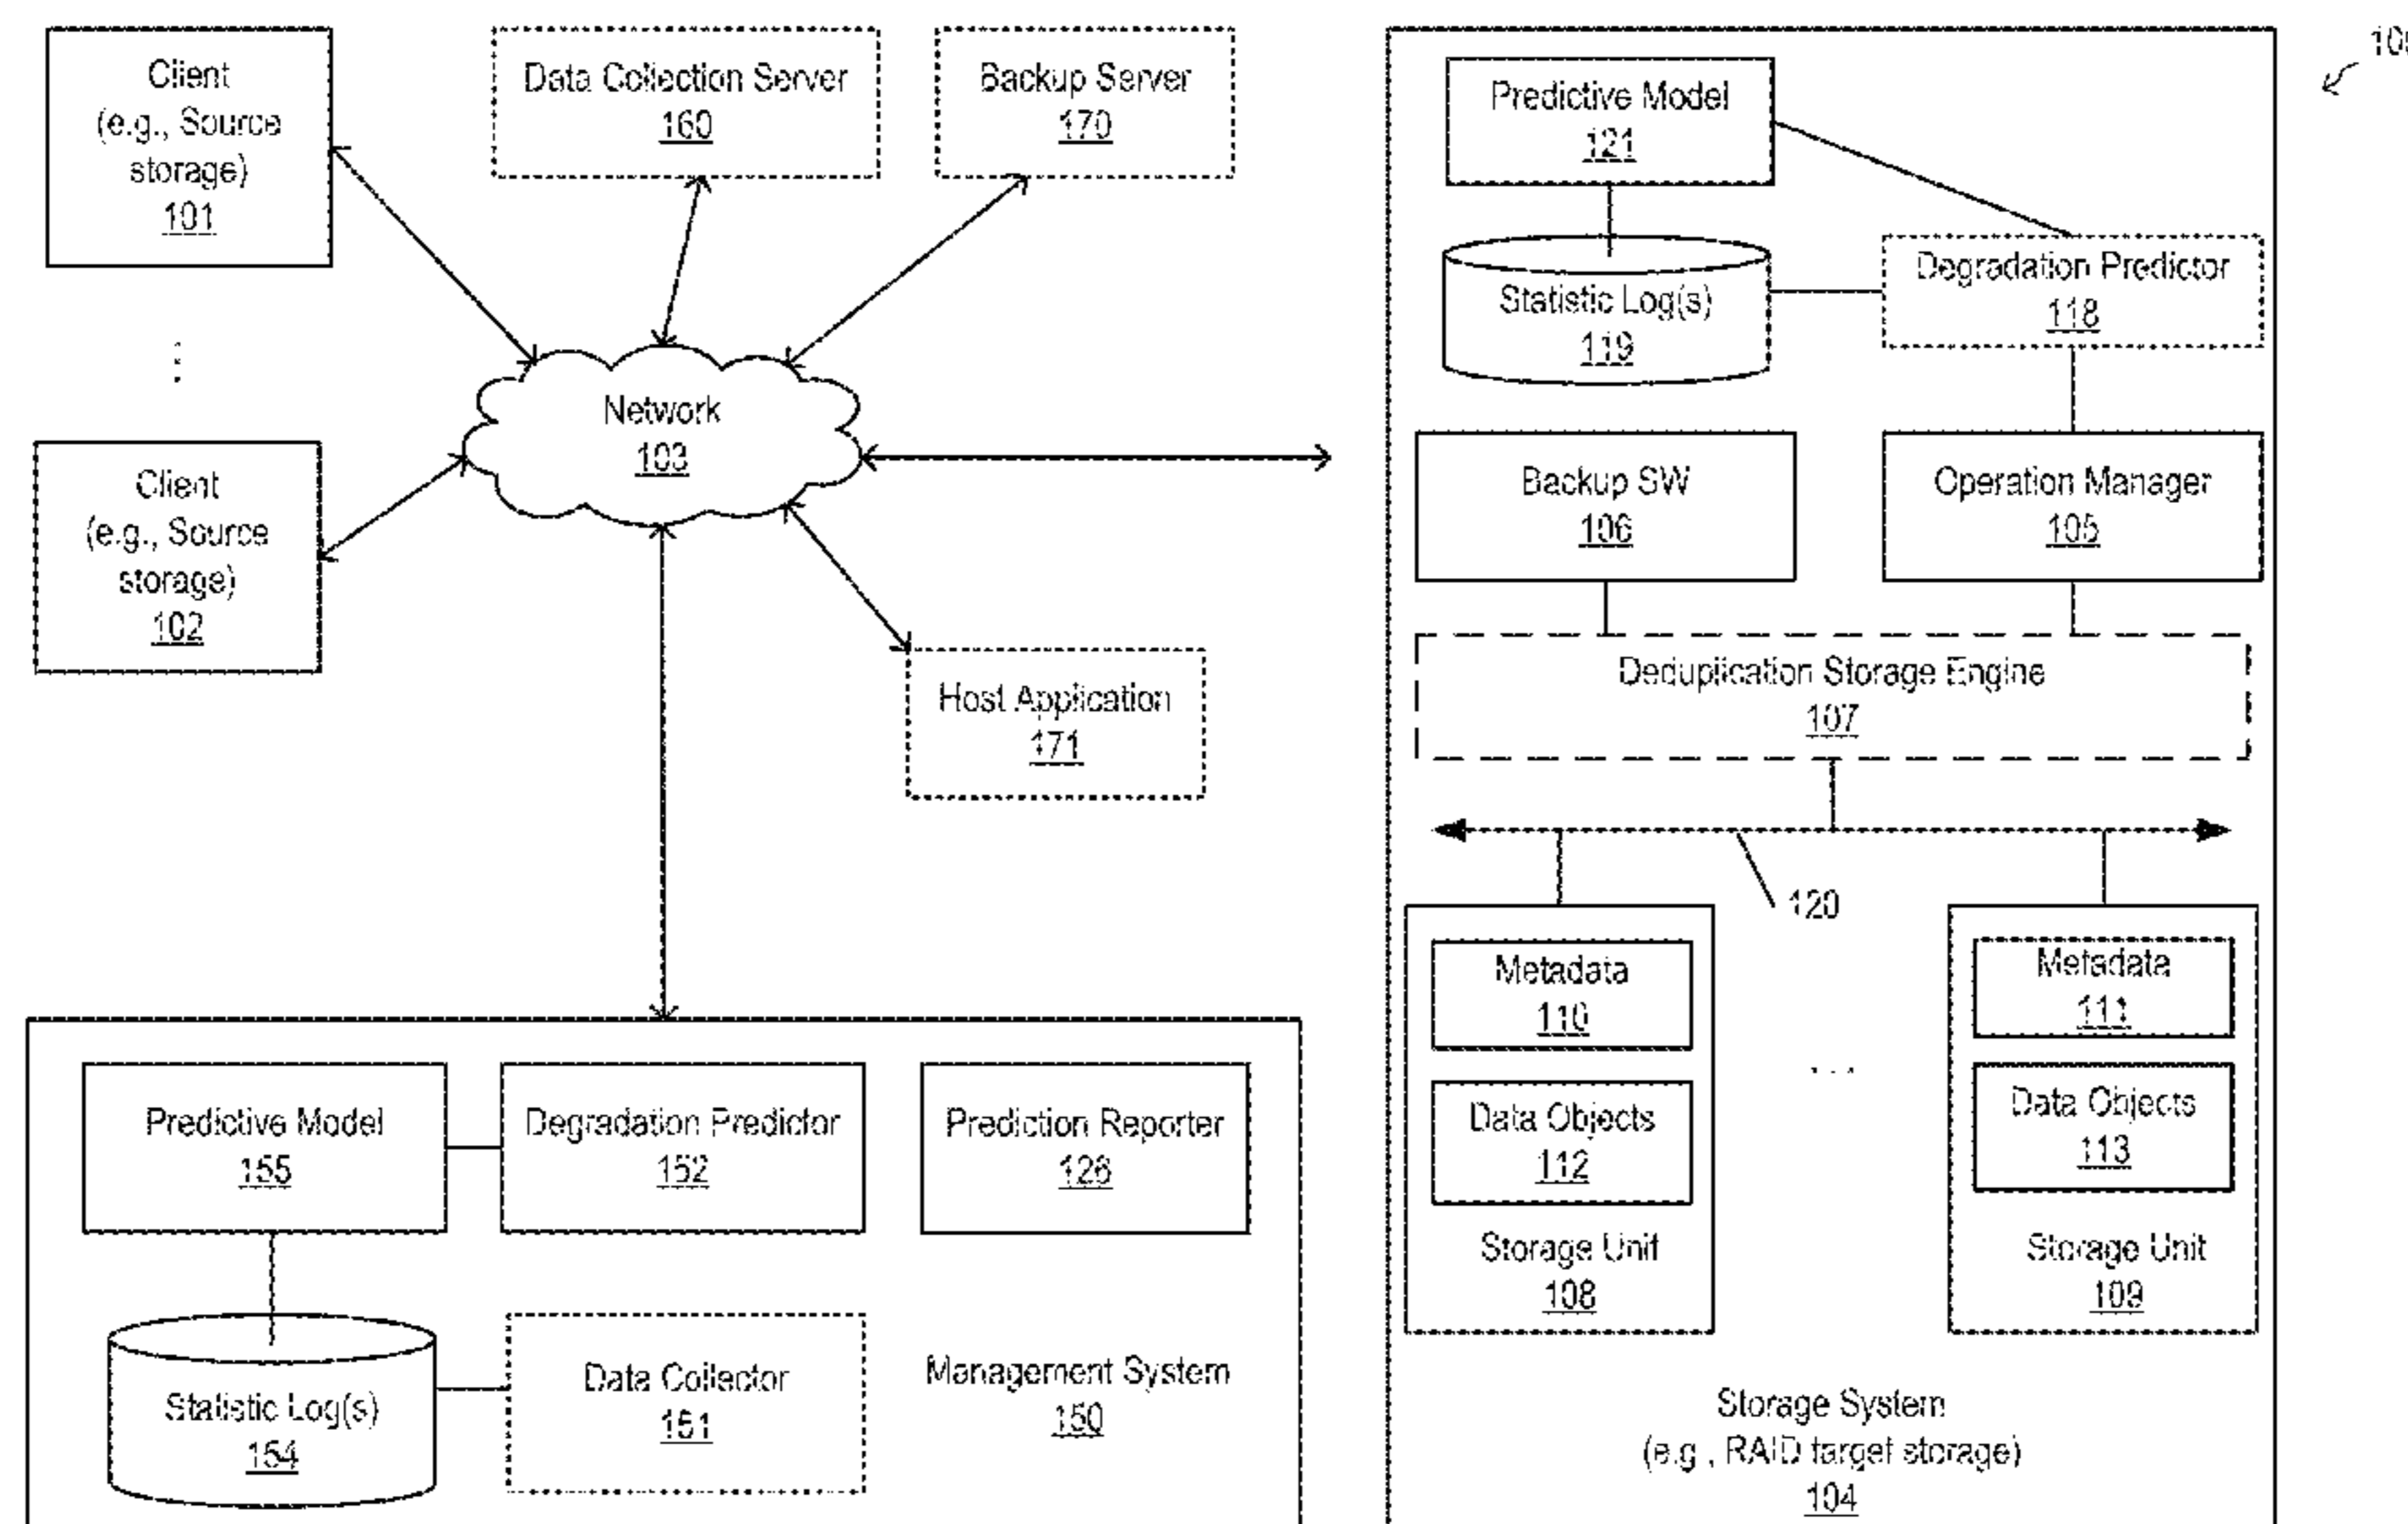 Client
(e.g., Source
storage)
101
Data Collection Server
160
Backup Server
170
Client
(e.g., Source
storage)
102
Network
103
Host Application
171
Predictive Model
155
Degradation Predictor
152
Prediction Reporter
126
Statistic Log(s)
154
Data Collector
151
Management System
150
Predictive Model
121
Statistic Log(s)
119
Degradation Predictor
118
Backup SW
106
Operation Manager
105
Deduplication Storage Engine
107
120
Metadata
110
Data Objects
112
Storage Unit
108
Metadata
111
Data Objects
113
Storage Unit
109
Storage System
(e.g., RAID target storage)
104